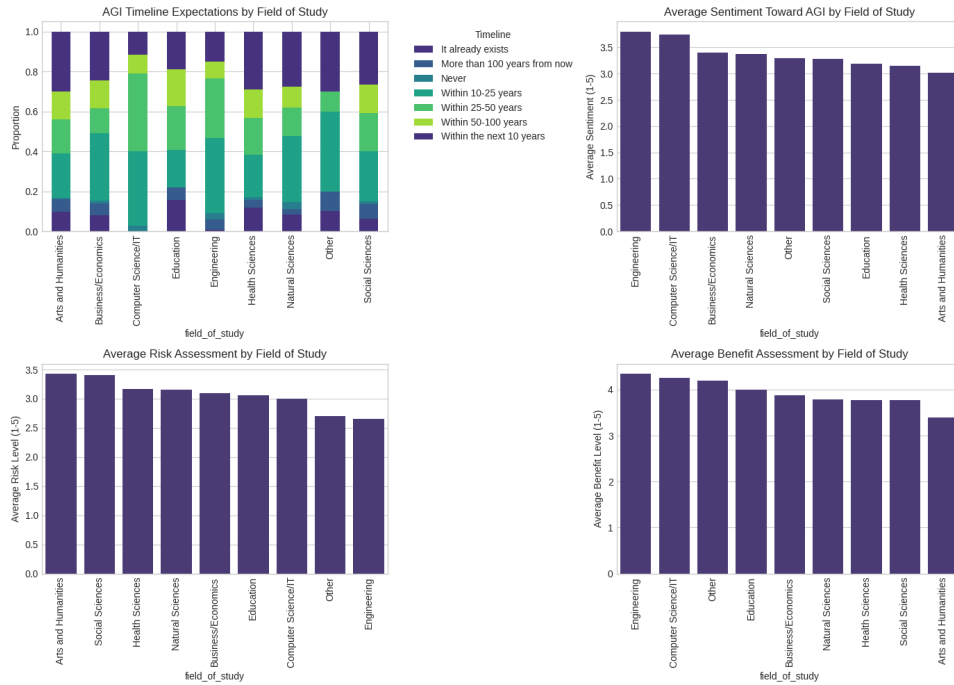 AGI Timeline Expectations by Field of Study
1.0
0.8
0.6
0.4
0.2
0.0
Proportion
Arts and Humanities
Business/Economics
Computer Science/IT
Education
Engineering
Health Sciences
Natural Sciences
Other
Social Sciences
field_of_study
Timeline
It already exists
More than 100 years from now
Never
Within 10-25 years
Within 25-50 years
Within 50-100 years
Within the next 10 years
Average Sentiment Toward AGI by Field of Study
3.5
3.0
2.5
2.0
1.5
1.0
0.5
0.0
Average Sentiment (1-5)
Engineering
Computer Science/IT
Business/Economics
Natural Sciences
Other
Social Sciences
Education
Health Sciences
Arts and Humanities
field_of_study
Average Risk Assessment by Field of Study
3.5
3.0
2.5
2.0
1.5
1.0
0.5
0.0
Average Risk Level (1-5)
Arts and Humanities
Social Sciences
Health Sciences
Natural Sciences
Business/Economics
Education
Computer Science/IT
Other
Engineering
field_of_study
Average Benefit Assessment by Field of Study
4
3
2
1
0
Average Benefit Level (1-5)
Engineering
Computer Science/IT
Other
Education
Business/Economics
Natural Sciences
Health Sciences
Social Sciences
Arts and Humanities
field_of_study